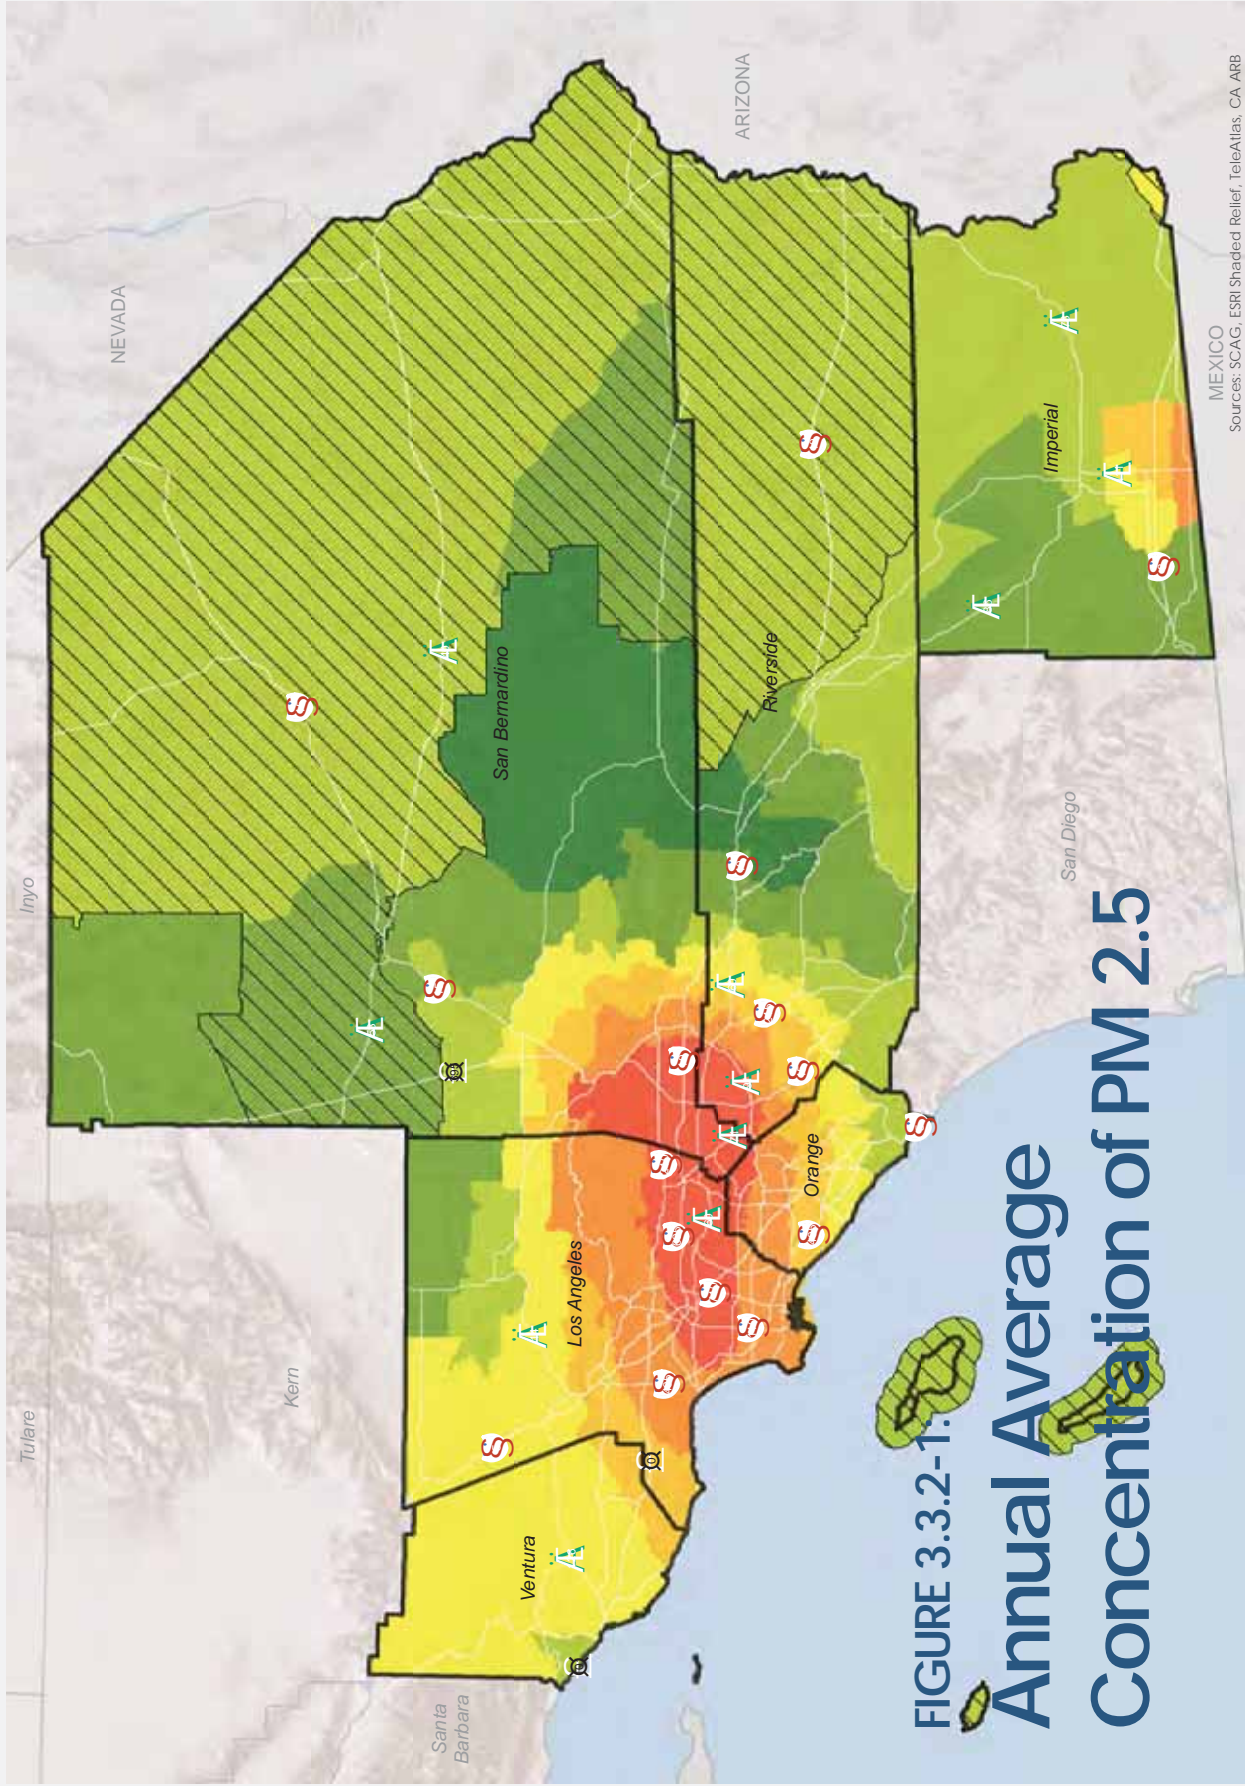 FIGURE 3.3.2-1:
Annual Average
Concentration of PM 2.5
Tulare
Inyo
Kern
NEVADA
Santa
Barbara
Ventura
Los Angeles
San Bernardino
Orange
Riverside
ARIZONA
San Diego
Imperial
MEXICO
Sources: SCAG, ESRI Shaded Relief, TeleAtlas, CA ARB